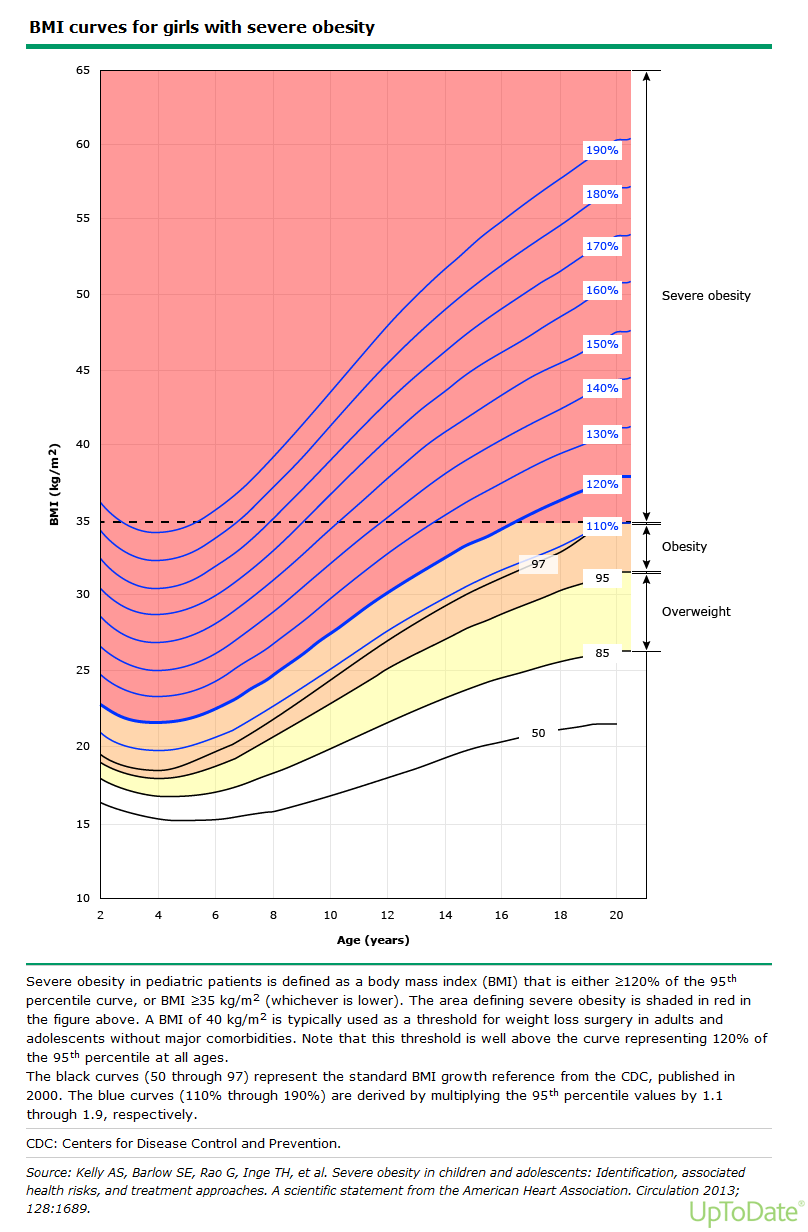 BMI curves for girls with severe obesity
65
60
55
50
45
40
35
30
25
20
15
10
BMI (kg/m2)
190%
180%
170%
160%
150%
140%
130%
120%
110%
97
95
85
50
Severe obesity
Obesity
Overweight
2 4 6 8 10 12 14 16 18 20
Age (years)
Severe obesity in pediatric patients is defined as a body mass index (BMI) that is either ≥120% of the 95th
percentile curve, or BMI ≥35 kg/m2 (whichever is lower). The area defining severe obesity is shaded in red in
the figure above. A BMI of 40 kg/m2 is typically used as a threshold for weight loss surgery in adults and
adolescents without major comorbidities. Note that this threshold is well above the curve representing 120% of
the 95th percentile at all ages.
The black curves (50 through 97) represent the standard BMI growth reference from the CDC, published in
2000. The blue curves (110% through 190%) are derived by multiplying the 95th percentile values by 1.1
through 1.9, respectively.
CDC: Centers for Disease Control and Prevention.
Source: Kelly AS, Barlow SE, Rao G, Inge TH, et al. Severe obesity in children and adolescents: Identification, associated
health risks, and treatment approaches. A scientific statement from the American Heart Association. Circulation 2013;
128:1689.
UpToDate®